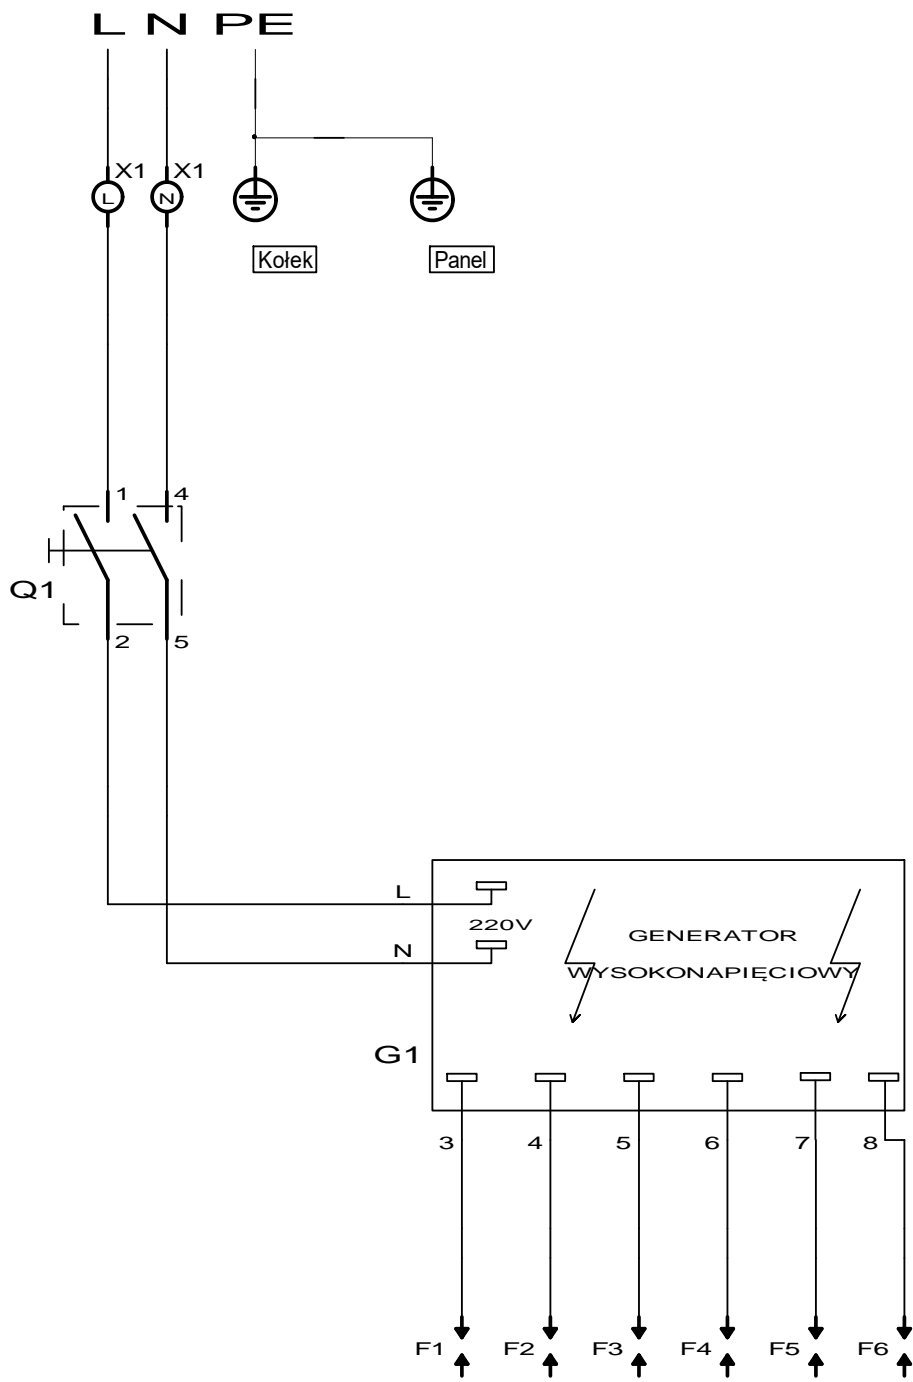 L N PE
X1 X1
L N
Kołek Panel
1 4
Q1
2 5
L
220V
N
GENERATOR
WYSOKONAPIĘCIOWY
G1
3 4 5 6 7 8
F1 F2 F3 F4 F5 F6